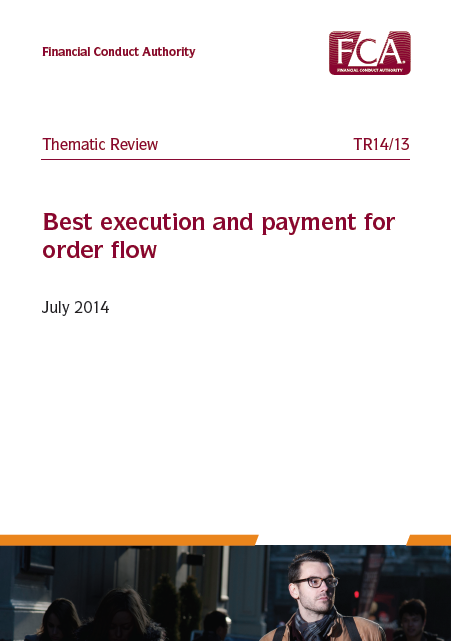 Financial Conduct Authority
FCA
FINANCIAL CONDUCT AUTHORITY
Thematic Review TR14/13
Best execution and payment for
order flow
July 2014